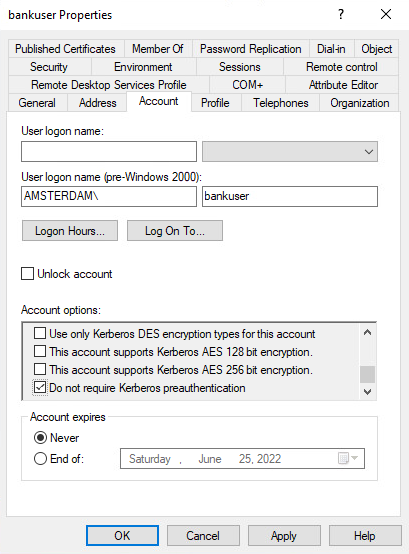 bankuser Properties
? ×
Published Certificates Member Of Password Replication Dial-in Object
Security Environment Sessions Remote control
Remote Desktop Services Profile COM+ Attribute Editor
General Address Account Profile Telephones Organization
User logon name:
User logon name (pre-Windows 2000):
AMSTERDAM\ bankuser
Logon Hours... Log On To...
Unlock account
Account options:
Use only Kerberos DES encryption types for this account
This account supports Kerberos AES 128 bit encryption.
This account supports Kerberos AES 256 bit encryption.
Do not require Kerberos preauthentication
Account expires
Never
End of: Saturday , June 25, 2022
OK Cancel Apply Help